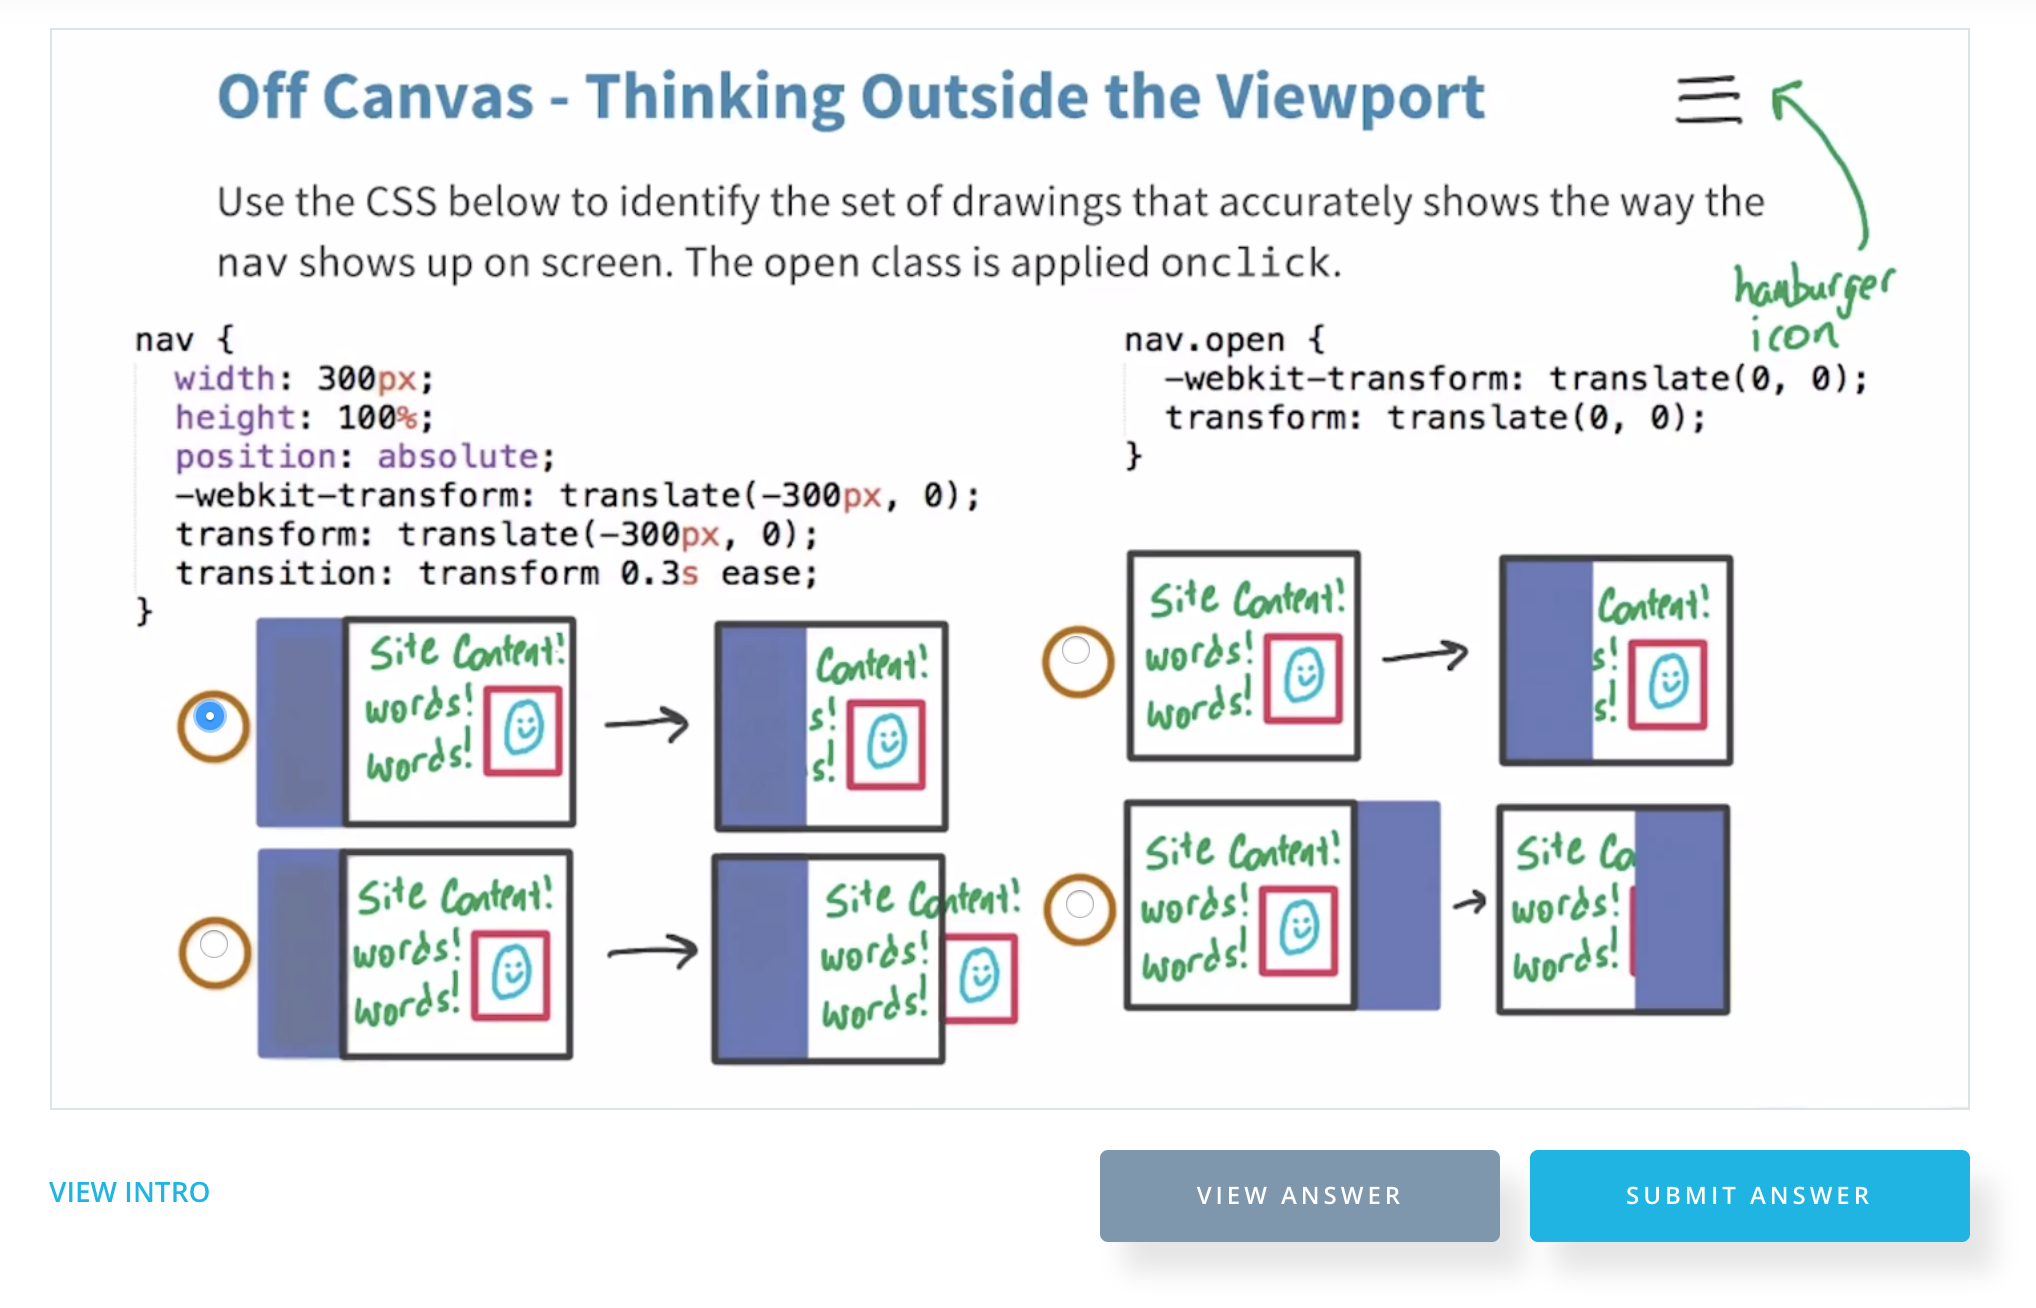 Off Canvas - Thinking Outside the Viewport
Use the CSS below to identify the set of drawings that accurately shows the way the
nav shows up on screen. The open class is applied onclick.
hamburger
icon
nav {
width: 300px;
height: 100%;
position: absolute;
-webkit-transform: translate(-300px, 0);
transform: translate(-300px, 0);
transition: transform 0.3s ease;
}
nav.open {
-webkit-transform: translate(0, 0);
transform: translate(0, 0);
}
Site Content!
words!
words!
Content!
s!
s!
Site Content!
words!
words!
Content!
s!
s!
Site Content!
words!
words!
Site Content!
words!
words!
Site Content!
words!
words!
Site Co
words!
words!
VIEW INTRO
VIEW ANSWER
SUBMIT ANSWER